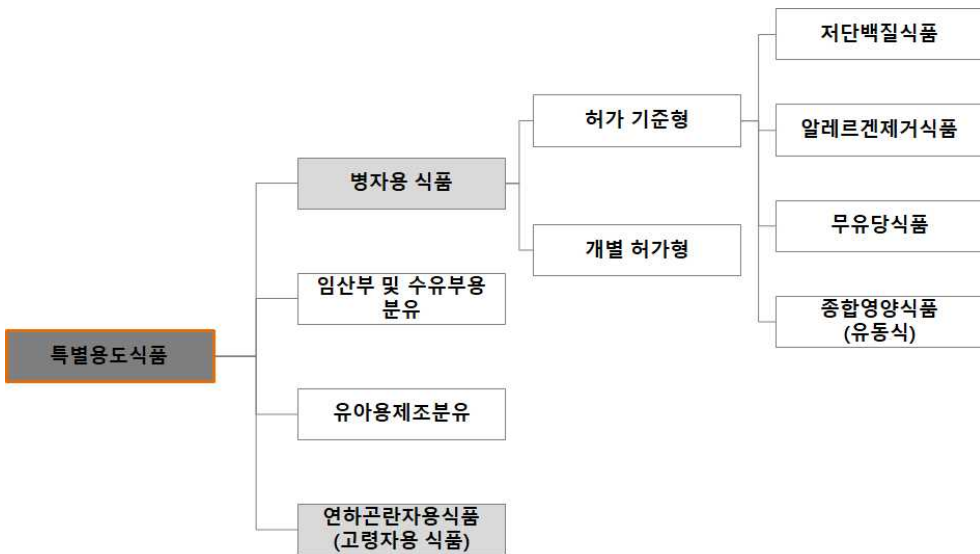 특별용도식품
병자용 식품
임산부 및 수유부용
분유
유아용제조분유
연하곤란자용식품
(고령자용 식품)
허가 기준형
개별 허가형
저단백질식품
알레르겐제거식품
무유당식품
종합영양식품
(유동식)